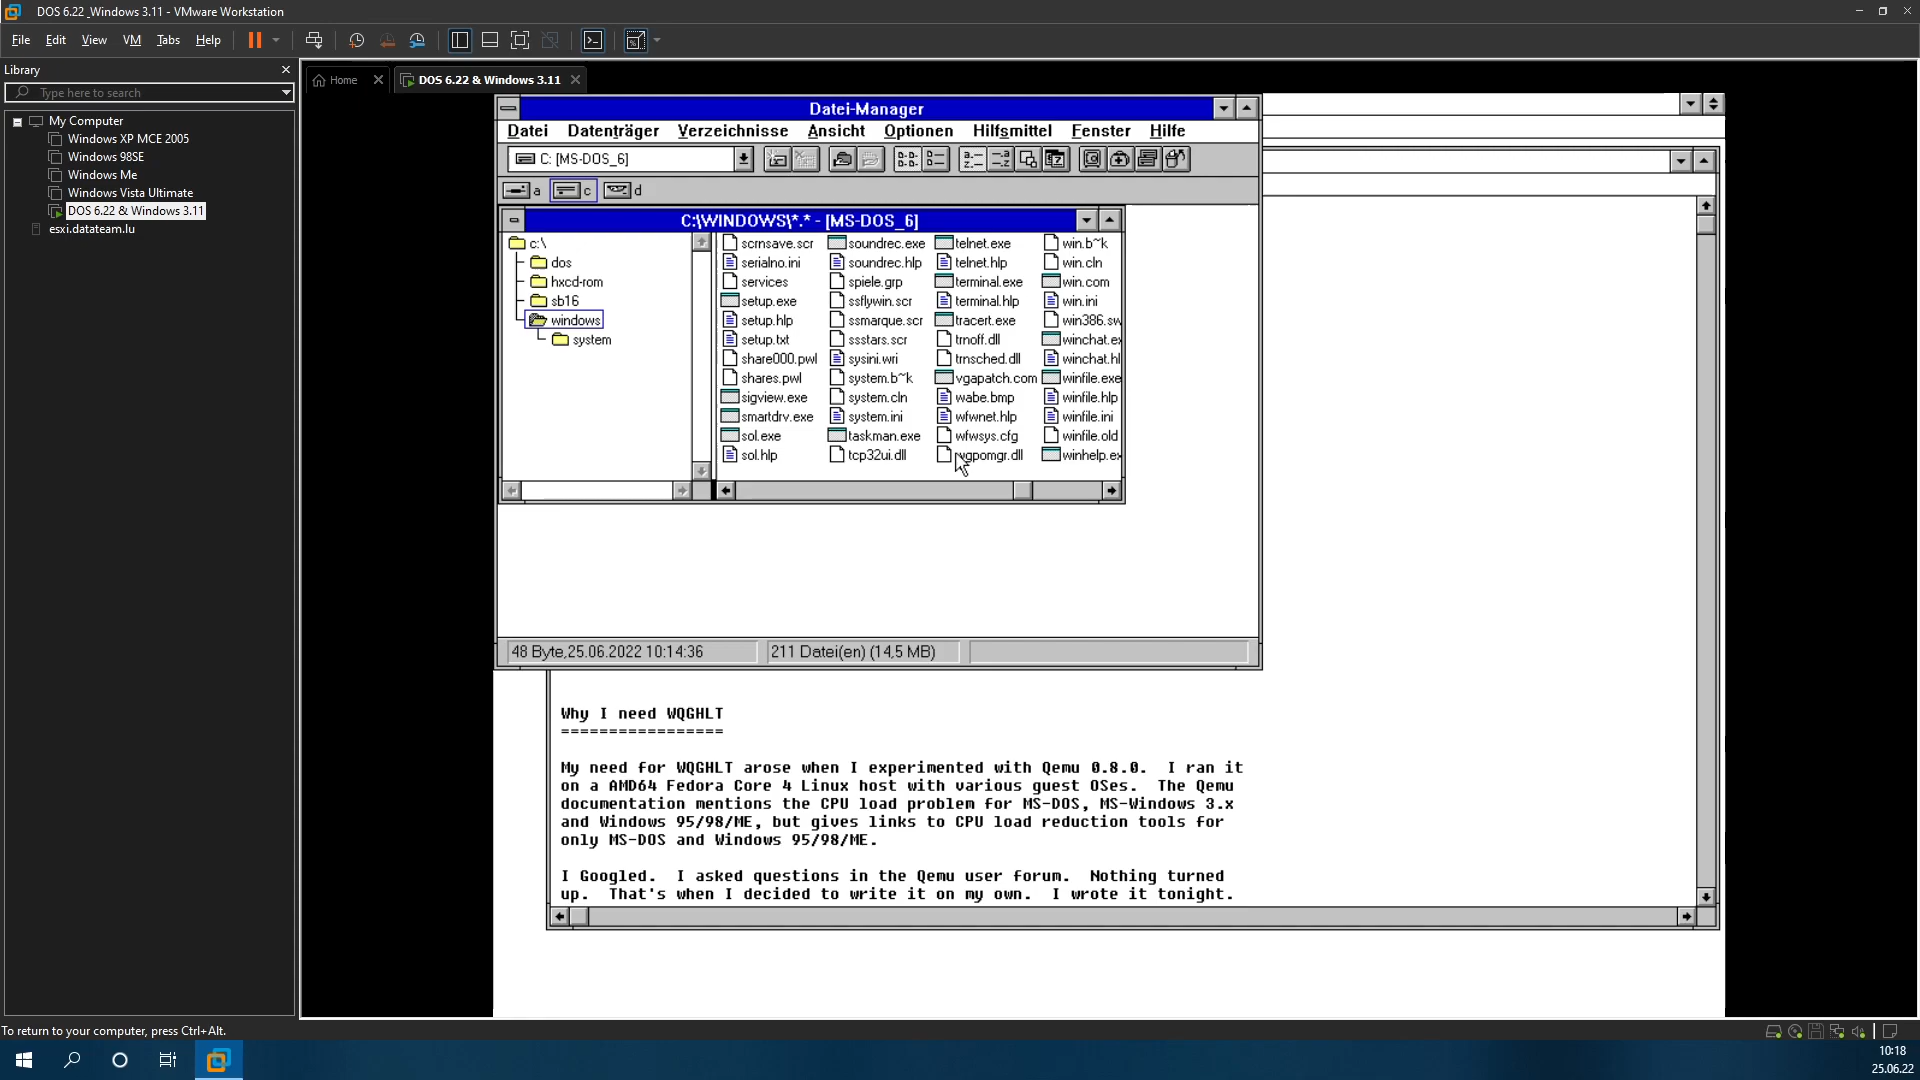 DOS 6.22 _Windows 3.11 - VMware Workstation
File Edit View VM Tabs Help
Library
Type here to search
My Computer
Windows XP MCE 2005
Windows 98SE
Windows Me
Windows Vista Ultimate
DOS 6.22 & Windows 3.11
esxi.datateam.lu
Home
DOS 6.22 & Windows 3.11
Datei-Manager
Datei Datenträger Verzeichnisse Ansicht Optionen Hilfsmittel Fenster Hilfe
C: [MS-DOS_6]
a c d
C:\WINDOWS\*.* - [MS-DOS_6]
c:\
dos
hxcd-rom
sb16
windows
system
scrnsave.scr soundrec.exe telnet.exe win.b~k
serialno.ini soundrec.hlp telnet.hlp win.cln
services spiele.grp terminal.exe win.com
setup.exe ssflywin.scr terminal.hlp win.ini
setup.hlp ssmarque.scr tracert.exe win386.sw
setup.txt ssstars.scr trnoff.dll winchat.ex
share000.pwl sysini.wri trnsched.dll winchat.hl
shares.pwl system.b~k vgapatch.com winfile.exe
sigview.exe system.cln wabe.bmp winfile.hlp
smartdrv.exe system.ini wfwnet.hlp winfile.ini
sol.exe taskman.exe wfwsys.cfg winfile.old
sol.hlp tcp32ui.dll wgpomgr.dll winhelp.ex
48 Byte,25.06.2022 10:14:36 211 Datei(en) (14,5 MB)
Why I need WQGHLT
=================
My need for WQGHLT arose when I experimented with Qemu 0.8.0. I ran it
on a AMD64 Fedora Core 4 Linux host with various guest OSes. The Qemu
documentation mentions the CPU load problem for MS-DOS, MS-Windows 3.x
and Windows 95/98/ME, but gives links to CPU load reduction tools for
only MS-DOS and Windows 95/98/ME.
I Googled. I asked questions in the Qemu user forum. Nothing turned
up. That's when I decided to write it on my own. I wrote it tonight.
To return to your computer, press Ctrl+Alt.
10:18
25.06.22